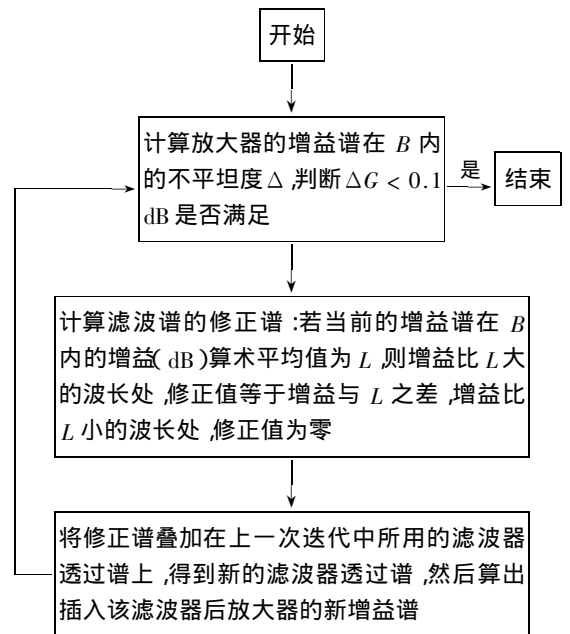 开始
计算放大器的增益谱在 B 内
的不平坦度 Δ ,判断 ΔG < 0.1
dB 是否满足
是
结束
计算滤波谱的修正谱 :若当前的增益谱在 B
内的增益( dB )算术平均值为 L ,则增益比 L 大
的波长处 ,修正值等于增益与 L 之差 ,增益比
L 小的波长处 ,修正值为零
将修正谱叠加在上一次迭代中所用的滤波器
透过谱上 ,得到新的滤波器透过谱 ,然后算出
插入该滤波器后放大器的新增益谱